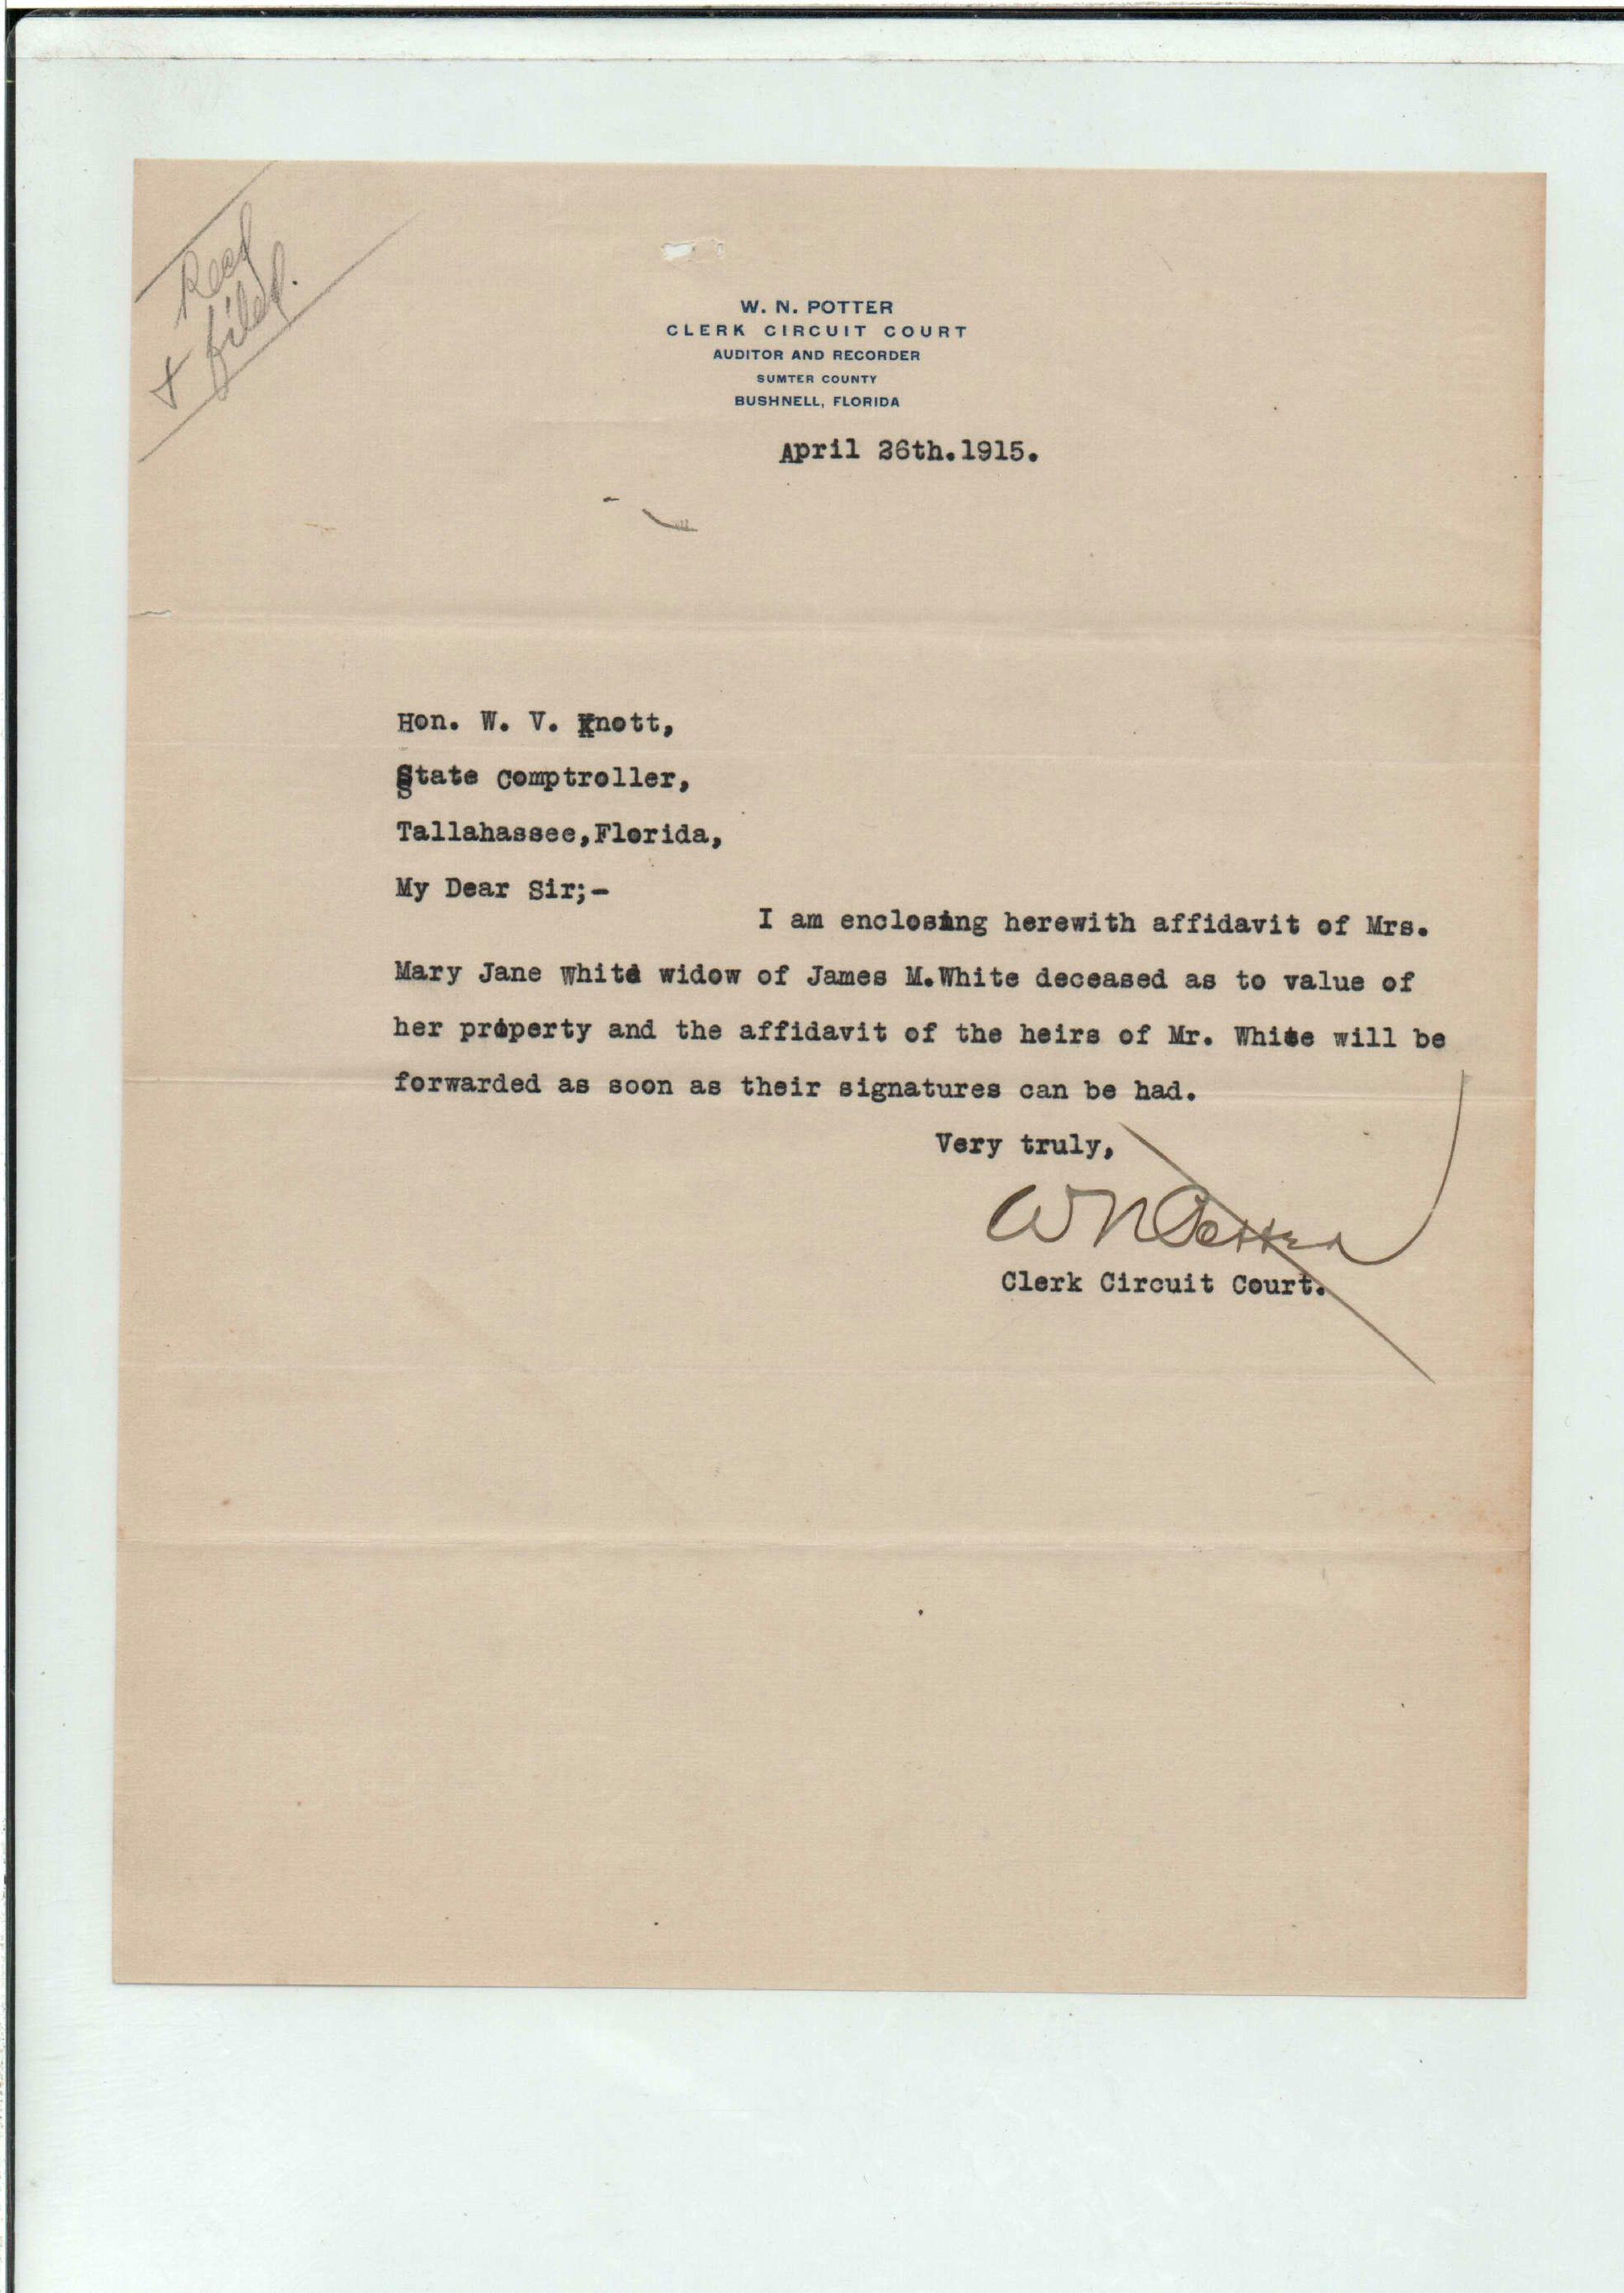 Recd
& filed.
W. N. POTTER
CLERK CIRCUIT COURT
AUDITOR AND RECORDER
SUMTER COUNTY
BUSHNELL, FLORIDA
April 26th.1915.
Hon. W. V. Knott,
State Comptroller,
Tallahassee,Florida,
My Dear Sir;-
I am enclosing herewith affidavit of Mrs.
Mary Jane White widow of James M.White deceased as to value of
her property and the affidavit of the heirs of Mr. White will be
forwarded as soon as their signatures can be had.
Very truly,
W N Potter
Clerk Circuit Court.